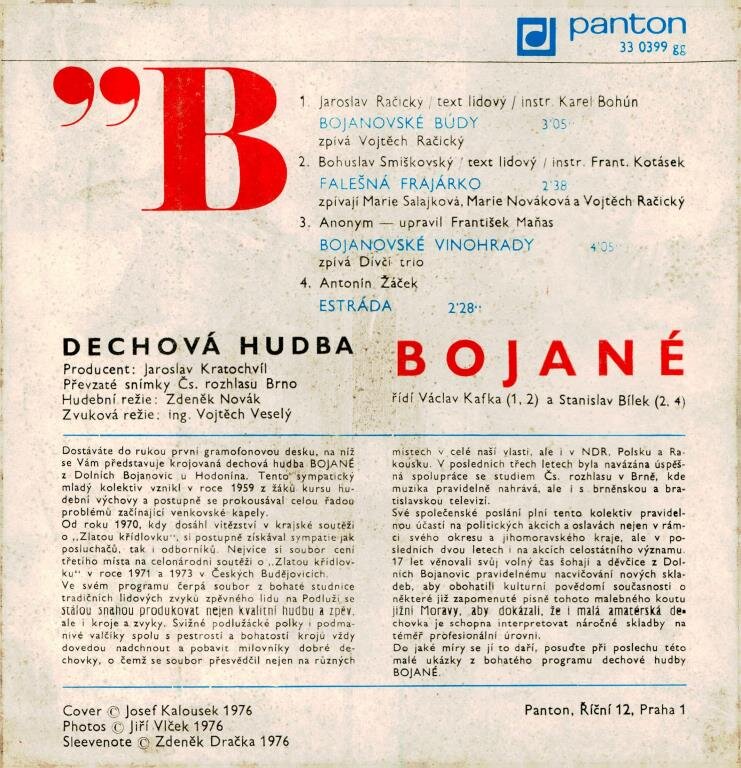 panton
33 0399 gg
”B
1. Jaroslav Račický / text lidový / instr. Karel Bohún
BOJANOVSKÉ BÚDY 3'05''
zpívá Vojtěch Račický
2. Bohuslav Smiškovský / text lidový / instr. Frant. Kotásek
FALEŠNÁ FRAJÁRKO 2'38
zpívají Marie Salajková, Marie Nováková a Vojtěch Račický
3. Anonym — upravil František Maňas
BOJANOVSKÉ VINOHRADY 4'05''
zpívá Dívčí trio
4. Antonín Žáček
ESTRÁDA 2'28''
DECHOVÁ HUDBA BOJANÉ
Producent: Jaroslav Kratochvíl
Převzaté snímky Čs. rozhlasu Brno
Hudební režie: Zdeněk Novák
Zvuková režie: ing. Vojtěch Veselý
řídí Václav Kafka (1, 2) a Stanislav Bílek (2, 4)
Dostáváte do rukou první gramofonovou desku, na níž
se Vám představuje krojovaná dechová hudba BOJANÉ
z Dolních Bojanovic u Hodonína. Tento sympatický
mladý kolektiv vznikl v roce 1959 z žáků kursu hu-
dební výchovy a postupně se prokousával celou řadou
problémů začínající venkovské kapely.
Od roku 1970, kdy dosáhl vítězství v krajské soutěži
o „Zlatou křídlovku“, si postupně získával sympatie jak
posluchačů, tak i odborníků. Nejvíce si soubor cení
třetího místa na celonárodní soutěži o „Zlatou křídlov-
ku“ v roce 1971 a 1973 v Českých Budějovicích.
Ve svém programu čerpá soubor z bohaté studnice
tradičních lidových zvyků zpěvného lidu na Podluží, se
stálou snahou produkovat nejen kvalitní hudbu a zpěv,
ale i kroje a zvyky. Svižné podlužácké polky i podma-
nivé valčíky spolu s pestrostí a bohatostí krojů vždy
dovedou nadchnout a pobavit milovníky dobré de-
chovky, o čemž se soubor přesvědčil nejen na různých
místech v celé naší vlasti, ale i v NDR, Polsku a Ra-
kousku. V posledních třech letech byla navázána úspěš-
ná spolupráce se studiem Čs. rozhlasu v Brně, kde
muzika pravidelně nahrává, ale i s brněnskou a bra-
tislavskou televizí.
Své společenské poslání plní tento kolektiv pravidel-
nou účastí na politických akcích a oslavách nejen v rám-
ci svého okresu a jihomoravského kraje, ale v po-
sledních dvou letech i na akcích celostátního významu.
17 let věnovali svůj volný čas šohaji a děvčice z Dol-
ních Bojanovic pravidelnému nacvičování nových skla-
deb, aby obohatili kulturní povědomí současnosti o
některé již zapomenuté písně tohoto malebného koutu
jižní Moravy, aby dokázali, že i malá amatérská de-
chovka je schopna interpretovat náročné skladby na
téměř profesionální úrovni.
Do jaké míry se jí to daří, posuďte při poslechu této
malé ukázky z bohatého programu dechové hudby
BOJANÉ.
Cover © Josef Kalousek 1976
Photos © Jiří Vlček 1976
Sleevenote © Zdeněk Dračka 1976
Panton, Říční 12, Praha 1